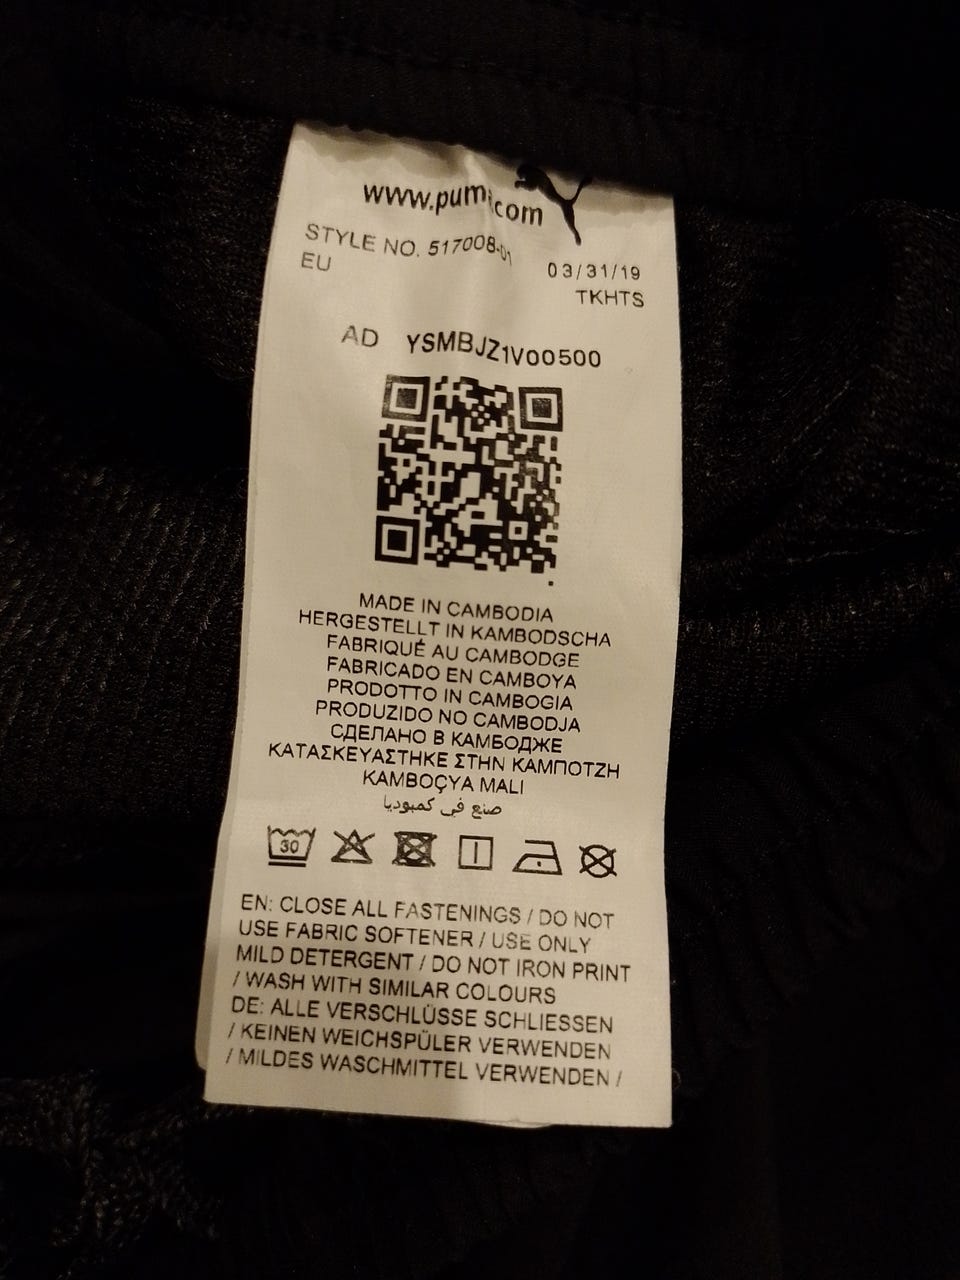 www.puma.com
STYLE NO. 517008-01
EU
03/31/19
TKHTS
AD YSMBJZ1V00500
MADE IN CAMBODIA
HERGESTELLT IN KAMBODSCHA
FABRIQUÉ AU CAMBODGE
FABRICADO EN CAMBOYA
PRODOTTO IN CAMBOGIA
PRODUZIDO NO CAMBODJA
СДЕЛАНО В КАМБОДЖЕ
ΚΑΤΑΣΚΕΥΑΣΤΗΚΕ ΣΤΗΝ ΚΑΜΠΟΤΖΗ
KAMBOÇYA MALI
صنع في كمبوديا
30
EN: CLOSE ALL FASTENINGS / DO NOT
USE FABRIC SOFTENER / USE ONLY
MILD DETERGENT / DO NOT IRON PRINT
/ WASH WITH SIMILAR COLOURS
DE: ALLE VERSCHLÜSSE SCHLIESSEN
/ KEINEN WEICHSPÜLER VERWENDEN
/ MILDES WASCHMITTEL VERWENDEN /